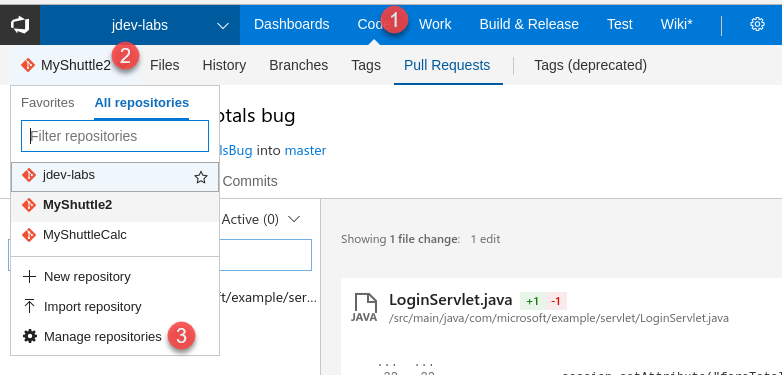 jdev-labs Dashboards Code 1 Work Build & Release Test Wiki*
MyShuttle2 2 Files History Branches Tags Pull Requests Tags (deprecated)
Favorites All repositories
otals bug
Filter repositories
lsBug into master
jdev-labs
Commits
MyShuttle2
Active (0)
MyShuttleCalc
Showing 1 file change: 1 edit
New repository
ft/example/ser...
LoginServlet.java +1 -1
Import repository
JAVA /src/main/java/com/microsoft/example/servlet/LoginServlet.java
Manage repositories 3
... ...